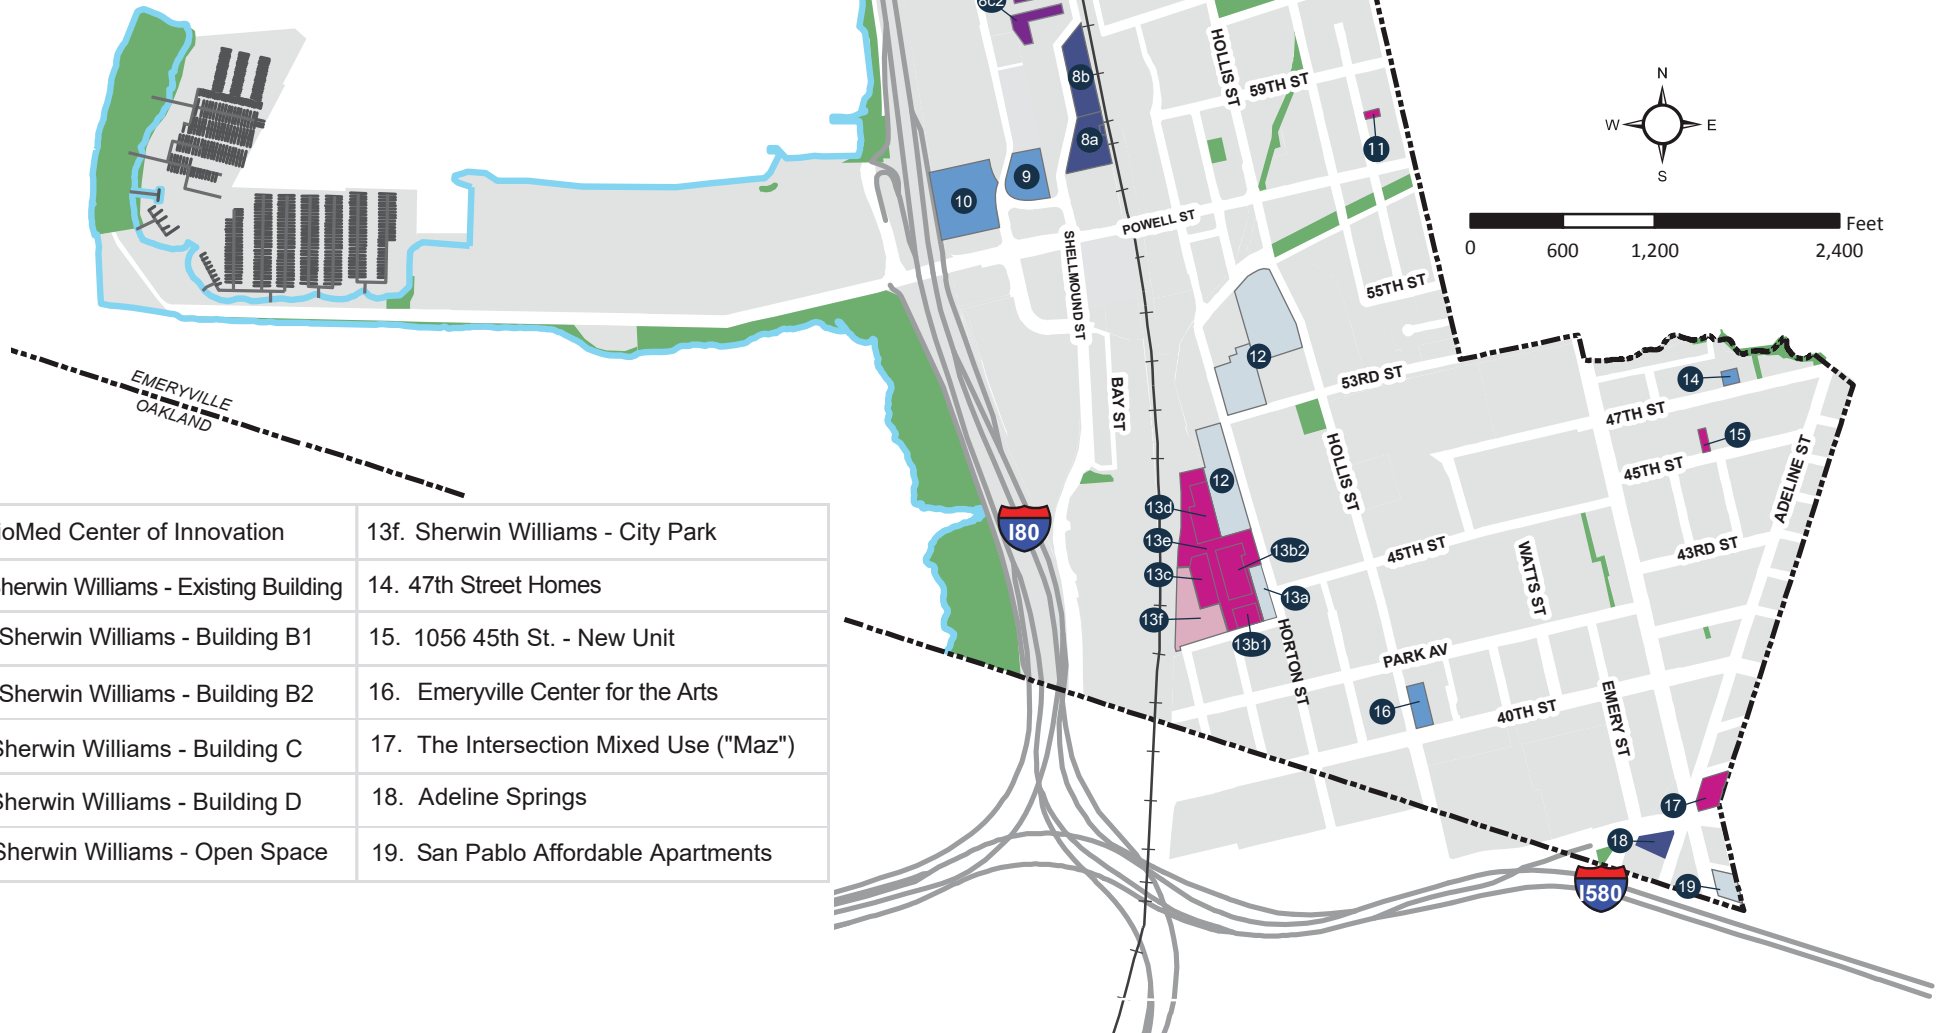 8c2
8b
8a
9
10
11
HOLLIS ST
59TH ST
N
W
E
S
Feet
0 600 1,200 2,400
POWELL ST
SHELLMOUND ST
55TH ST
12
53RD ST
BAY ST
14
47TH ST
15
45TH ST
ADELINE ST
HOLLIS ST
EMERYVILLE
OAKLAND
12
13d
13e
13c
13f
13b2
13a
13b1
I80
45TH ST
WATTS ST
43RD ST
HORTON ST
PARK AV
16
40TH ST
EMERY ST
17
18
19
I580
ioMed Center of Innovation
13f. Sherwin Williams - City Park
herwin Williams - Existing Building
14. 47th Street Homes
Sherwin Williams - Building B1
15. 1056 45th St. - New Unit
Sherwin Williams - Building B2
16. Emeryville Center for the Arts
Sherwin Williams - Building C
17. The Intersection Mixed Use ("Maz")
Sherwin Williams - Building D
18. Adeline Springs
Sherwin Williams - Open Space
19. San Pablo Affordable Apartments